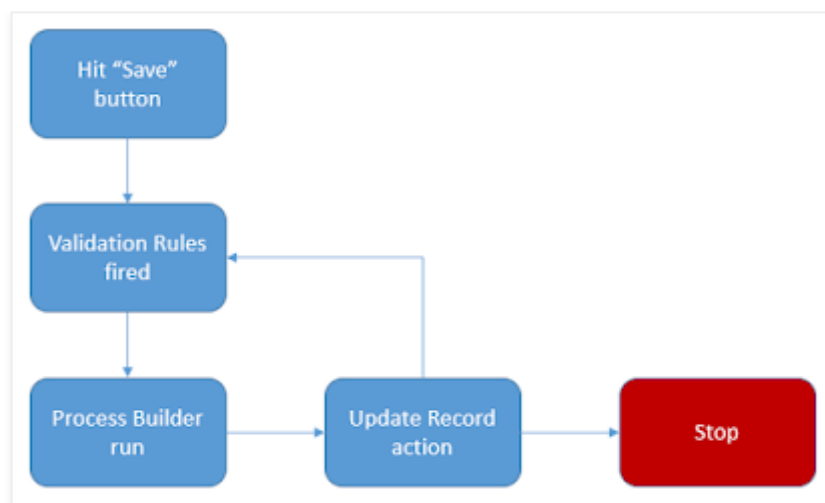 Hit “Save”
button
Validation Rules
fired
Process Builder
run
Update Record
action
Stop